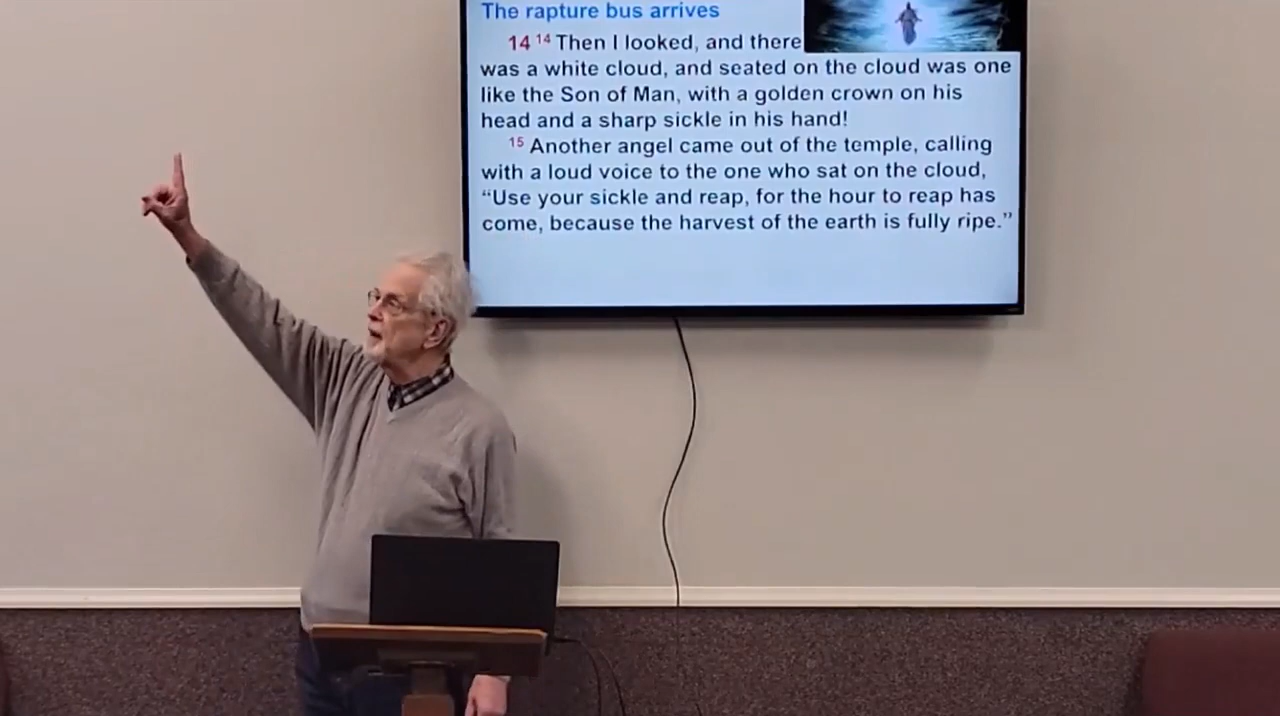 The rapture bus arrives
14 14 Then I looked, and there
was a white cloud, and seated on the cloud was one
like the Son of Man, with a golden crown on his
head and a sharp sickle in his hand!
15 Another angel came out of the temple, calling
with a loud voice to the one who sat on the cloud,
“Use your sickle and reap, for the hour to reap has
come, because the harvest of the earth is fully ripe.”